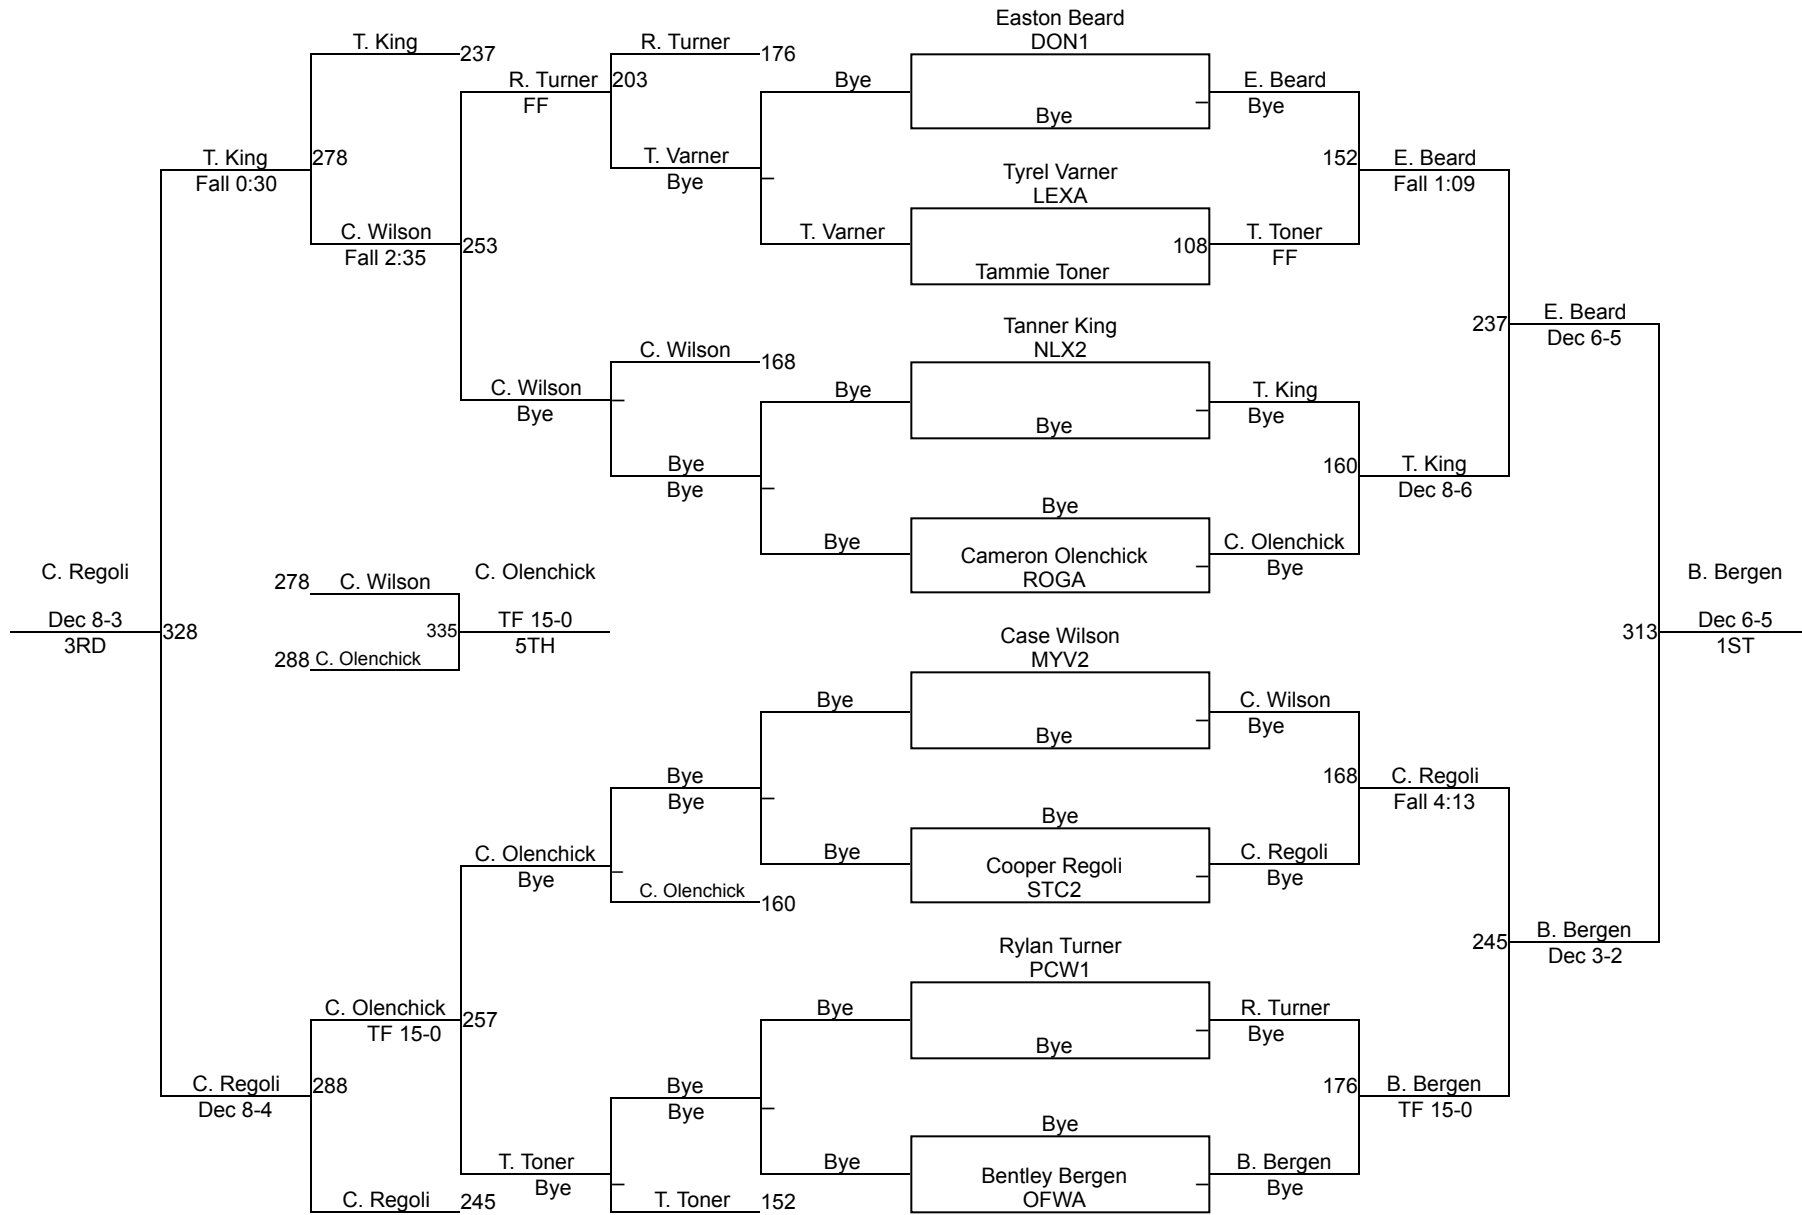 Easton Beard
DON1
T. King
237
R. Turner
176
R. Turner
203
FF
Bye
E. Beard
Bye
Bye
T. King
278
Fall 0:30
T. Varner
Bye
Tyrel Varner
LEXA
152
E. Beard
Fall 1:09
C. Wilson
253
Fall 2:35
T. Varner
108
T. Toner
FF
Tammie Toner
Tanner King
NLX2
237
E. Beard
Dec 6-5
C. Wilson
168
C. Wilson
Bye
Bye
T. King
Bye
Bye
Bye
Bye
160
T. King
Dec 8-6
Bye
Bye
Cameron Olenchick
ROGA
C. Olenchick
Bye
C. Regoli
Dec 8-3
3RD
328
278
C. Wilson
288
C. Olenchick
335
C. Olenchick
TF 15-0
5TH
B. Bergen
313
Dec 6-5
1ST
Case Wilson
MYV2
Bye
C. Wilson
Bye
Bye
Bye
Bye
168
C. Regoli
Fall 4:13
Bye
C. Olenchick
Bye
Bye
Cooper Regoli
STC2
C. Regoli
Bye
C. Olenchick
160
Rylan Turner
PCW1
245
B. Bergen
Dec 3-2
C. Olenchick
257
TF 15-0
Bye
R. Turner
Bye
Bye
C. Regoli
288
Dec 8-4
Bye
Bye
176
B. Bergen
TF 15-0
Bye
T. Toner
Bye
Bye
Bentley Bergen
OFWA
B. Bergen
Bye
C. Regoli
245
T. Toner
152